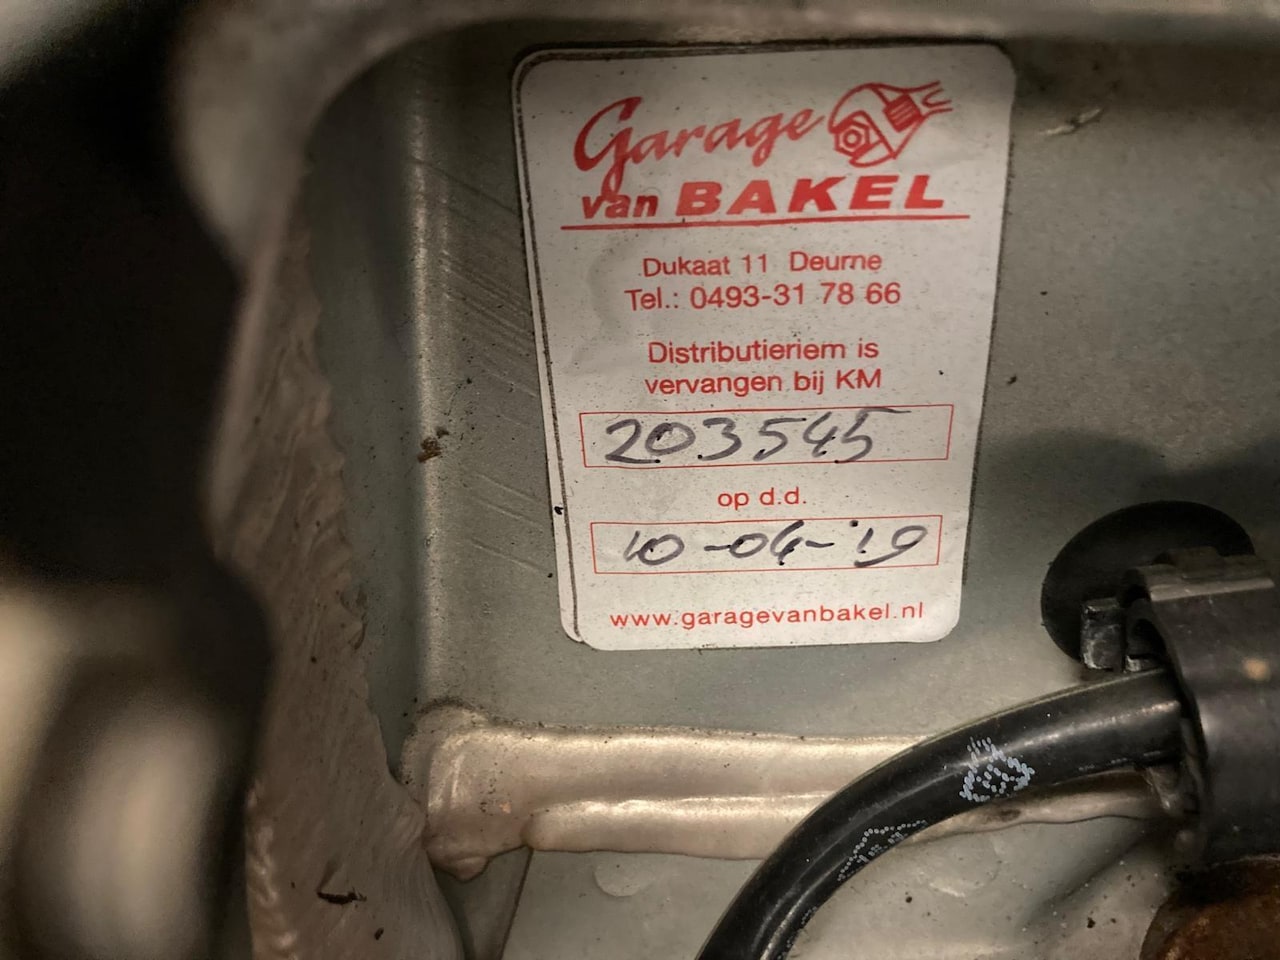 Garage
van BAKEL
Dukaat 11 Deurne
Tel.: 0493-31 78 66
Distributieriem is
vervangen bij KM
203545
op d.d.
10-04-'19
www.garagevanbakel.nl